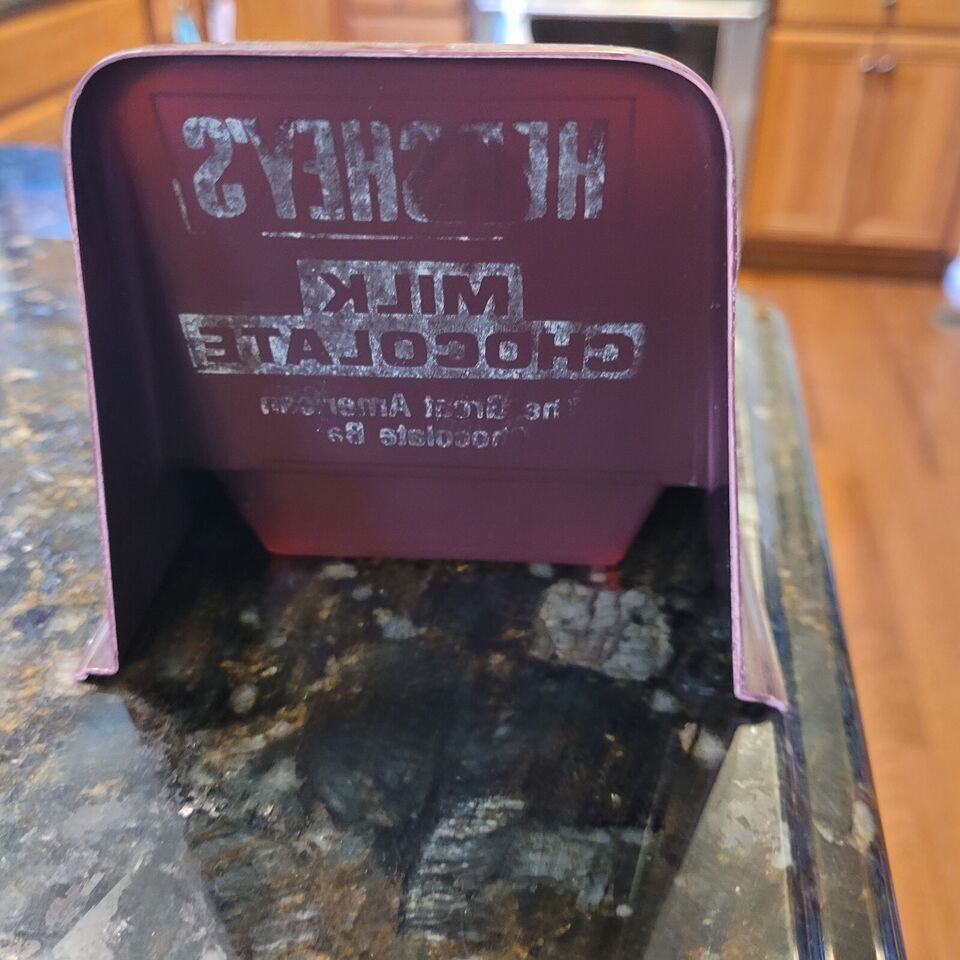 HERSHEY'S
MILK
CHOCOLATE
The Great American
Chocolate Bar